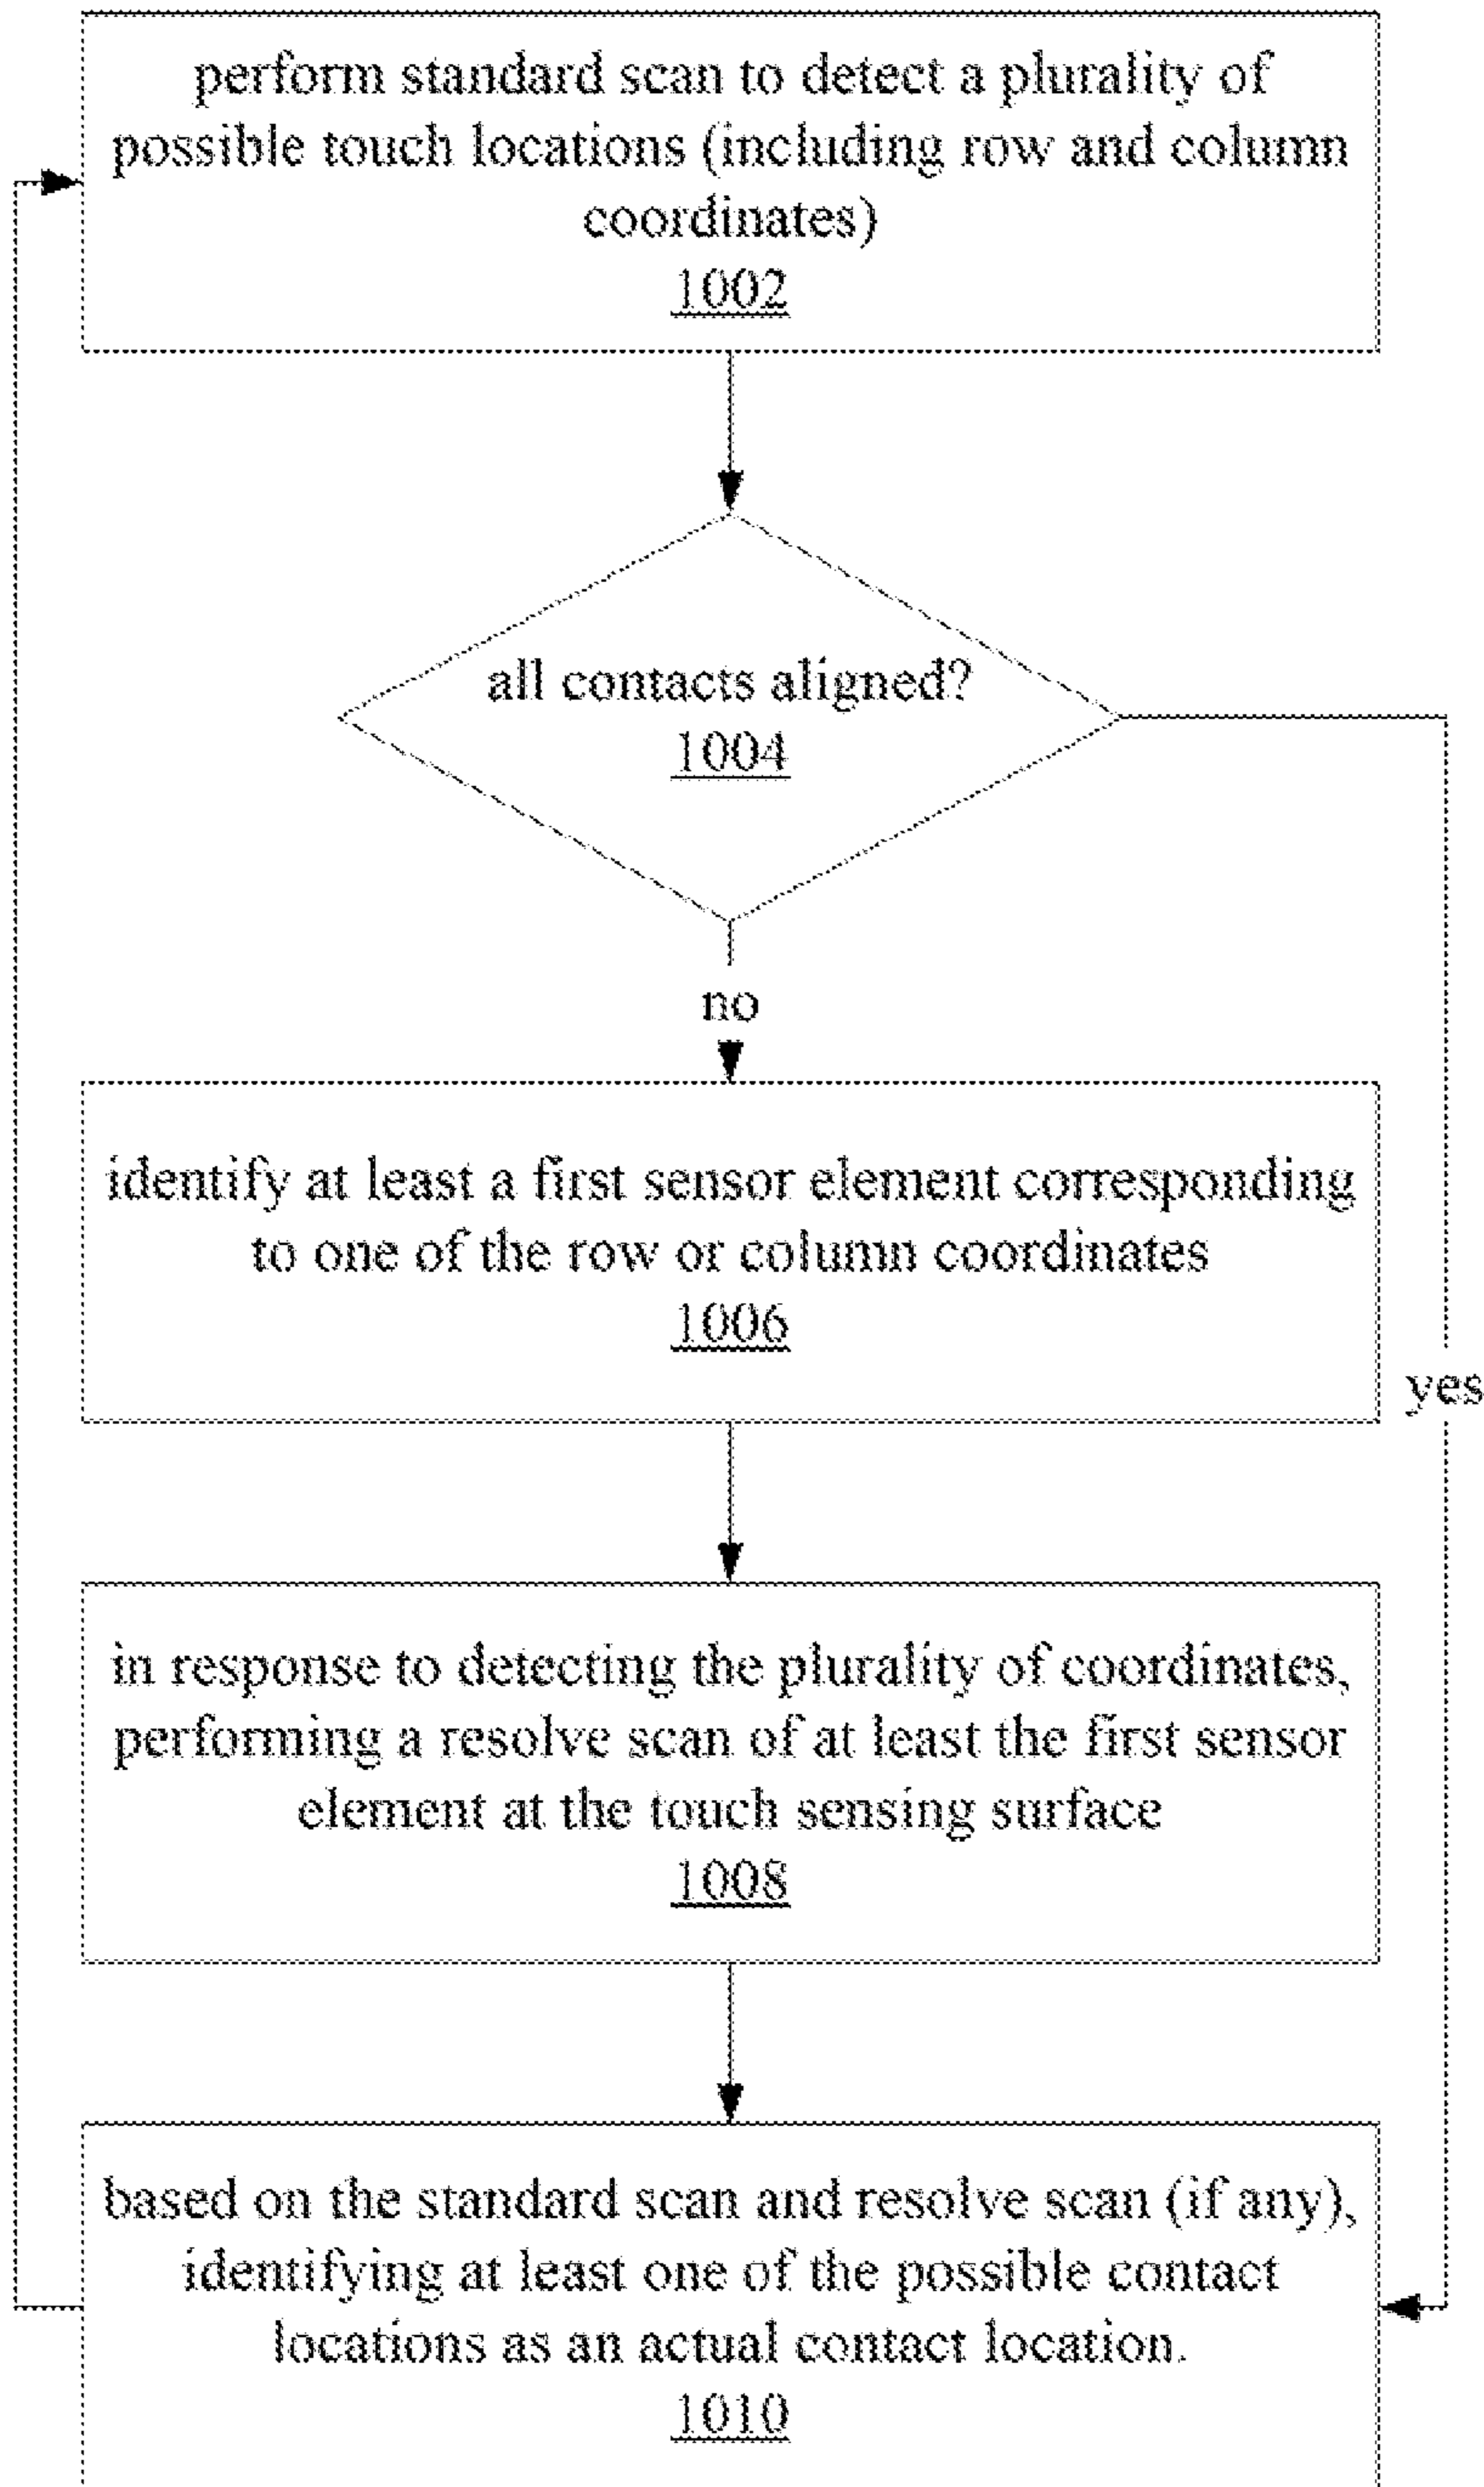 perform standard scan to detect a plurality of
possible touch locations (including row and column
coordinates)
1002
all contacts aligned?
1004
no
identify at least a first sensor element corresponding
to one of the row or column coordinates
1006
yes
in response to detecting the plurality of coordinates,
performing a resolve scan of at least the first sensor
element at the touch sensing surface
1008
based on the standard scan and resolve scan (if any),
identifying at least one of the possible contact
locations as an actual contact location.
1010